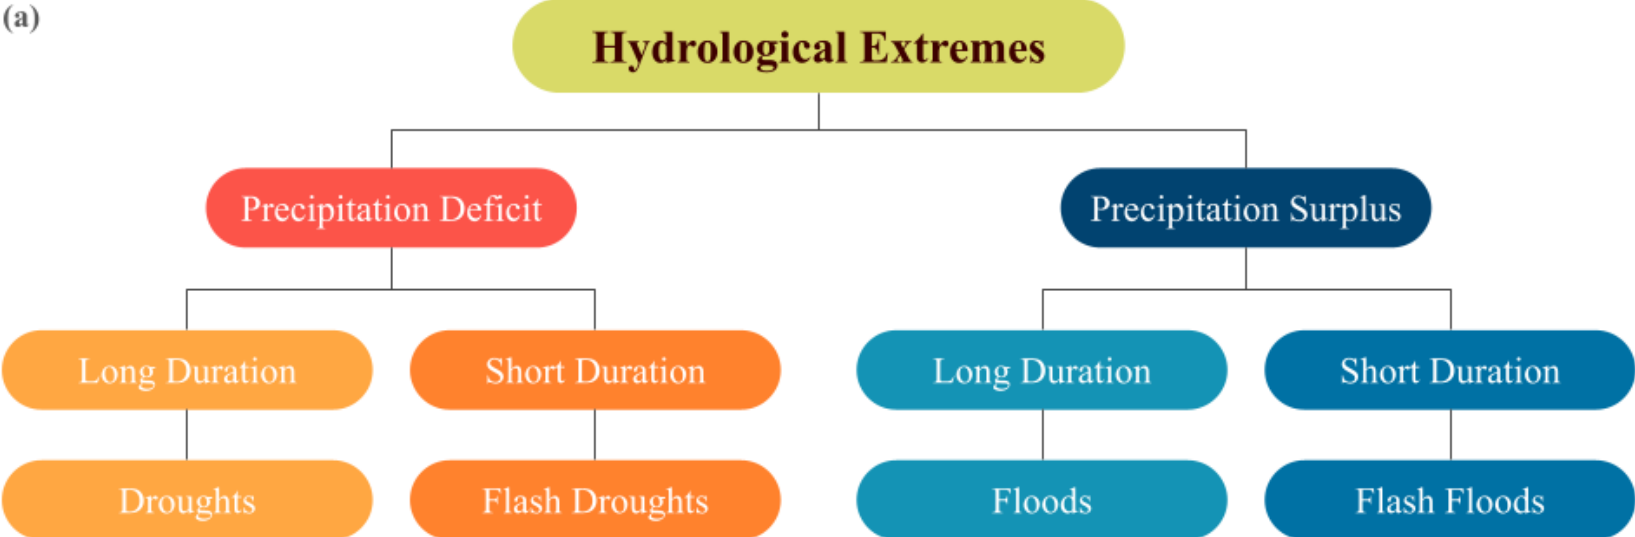 (a)
Hydrological Extremes
Precipitation Deficit
Precipitation Surplus
Long Duration
Short Duration
Long Duration
Short Duration
Droughts
Flash Droughts
Floods
Flash Floods